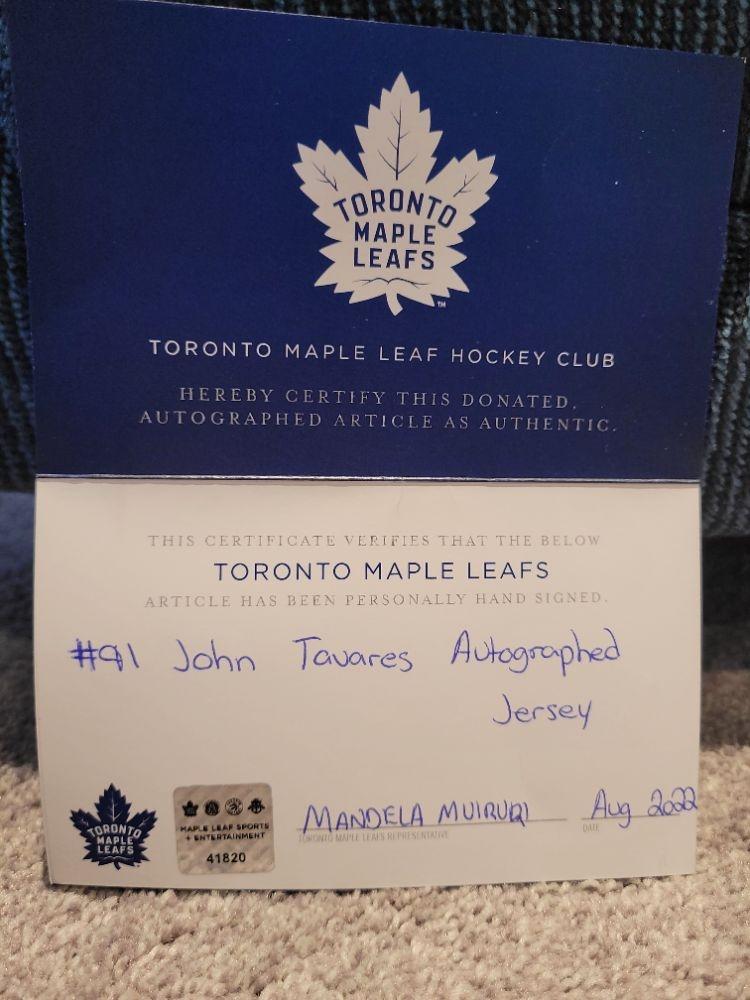 TORONTO
MAPLE
LEAFS
TM
TORONTO MAPLE LEAF HOCKEY CLUB
HEREBY CERTIFY THIS DONATED,
AUTOGRAPHED ARTICLE AS AUTHENTIC.
THIS CERTIFICATE VERIFIES THAT THE BELOW
TORONTO MAPLE LEAFS
ARTICLE HAS BEEN PERSONALLY HAND SIGNED.
#91 John Tavares Autographed
Jersey
TORONTO
MAPLE
LEAFS
MAPLE LEAF SPORTS
+ ENTERTAINMENT
41820
MANDELA MUIRURI
TORONTO MAPLE LEAFS REPRESENTATIVE
Aug 2022
DATE